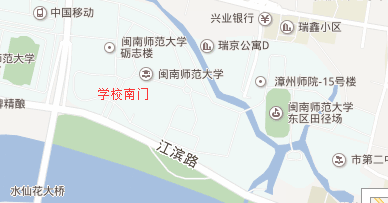 中国移动
兴业银行
瑞鑫小区
闽南师范大学
砺志楼
瑞京公寓D
师范大学
闽南师范大学
漳州师院-15号楼
学校南门
闽南师范大学
东区田径场
牌精酿
江滨路
市第二中
水仙花大桥